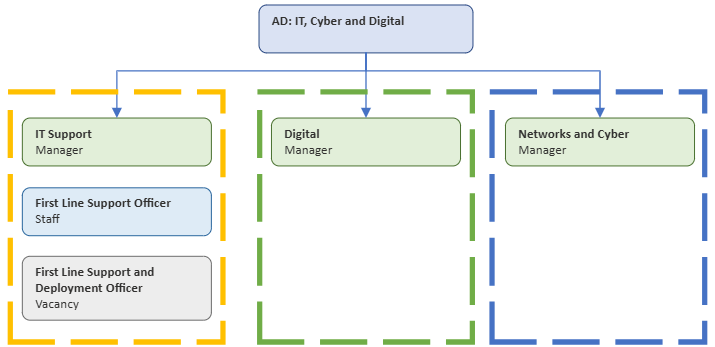 AD: IT, Cyber and Digital
IT Support
Manager
Digital
Manager
Networks and Cyber
Manager
First Line Support Officer
Staff
First Line Support and
Deployment Officer
Vacancy